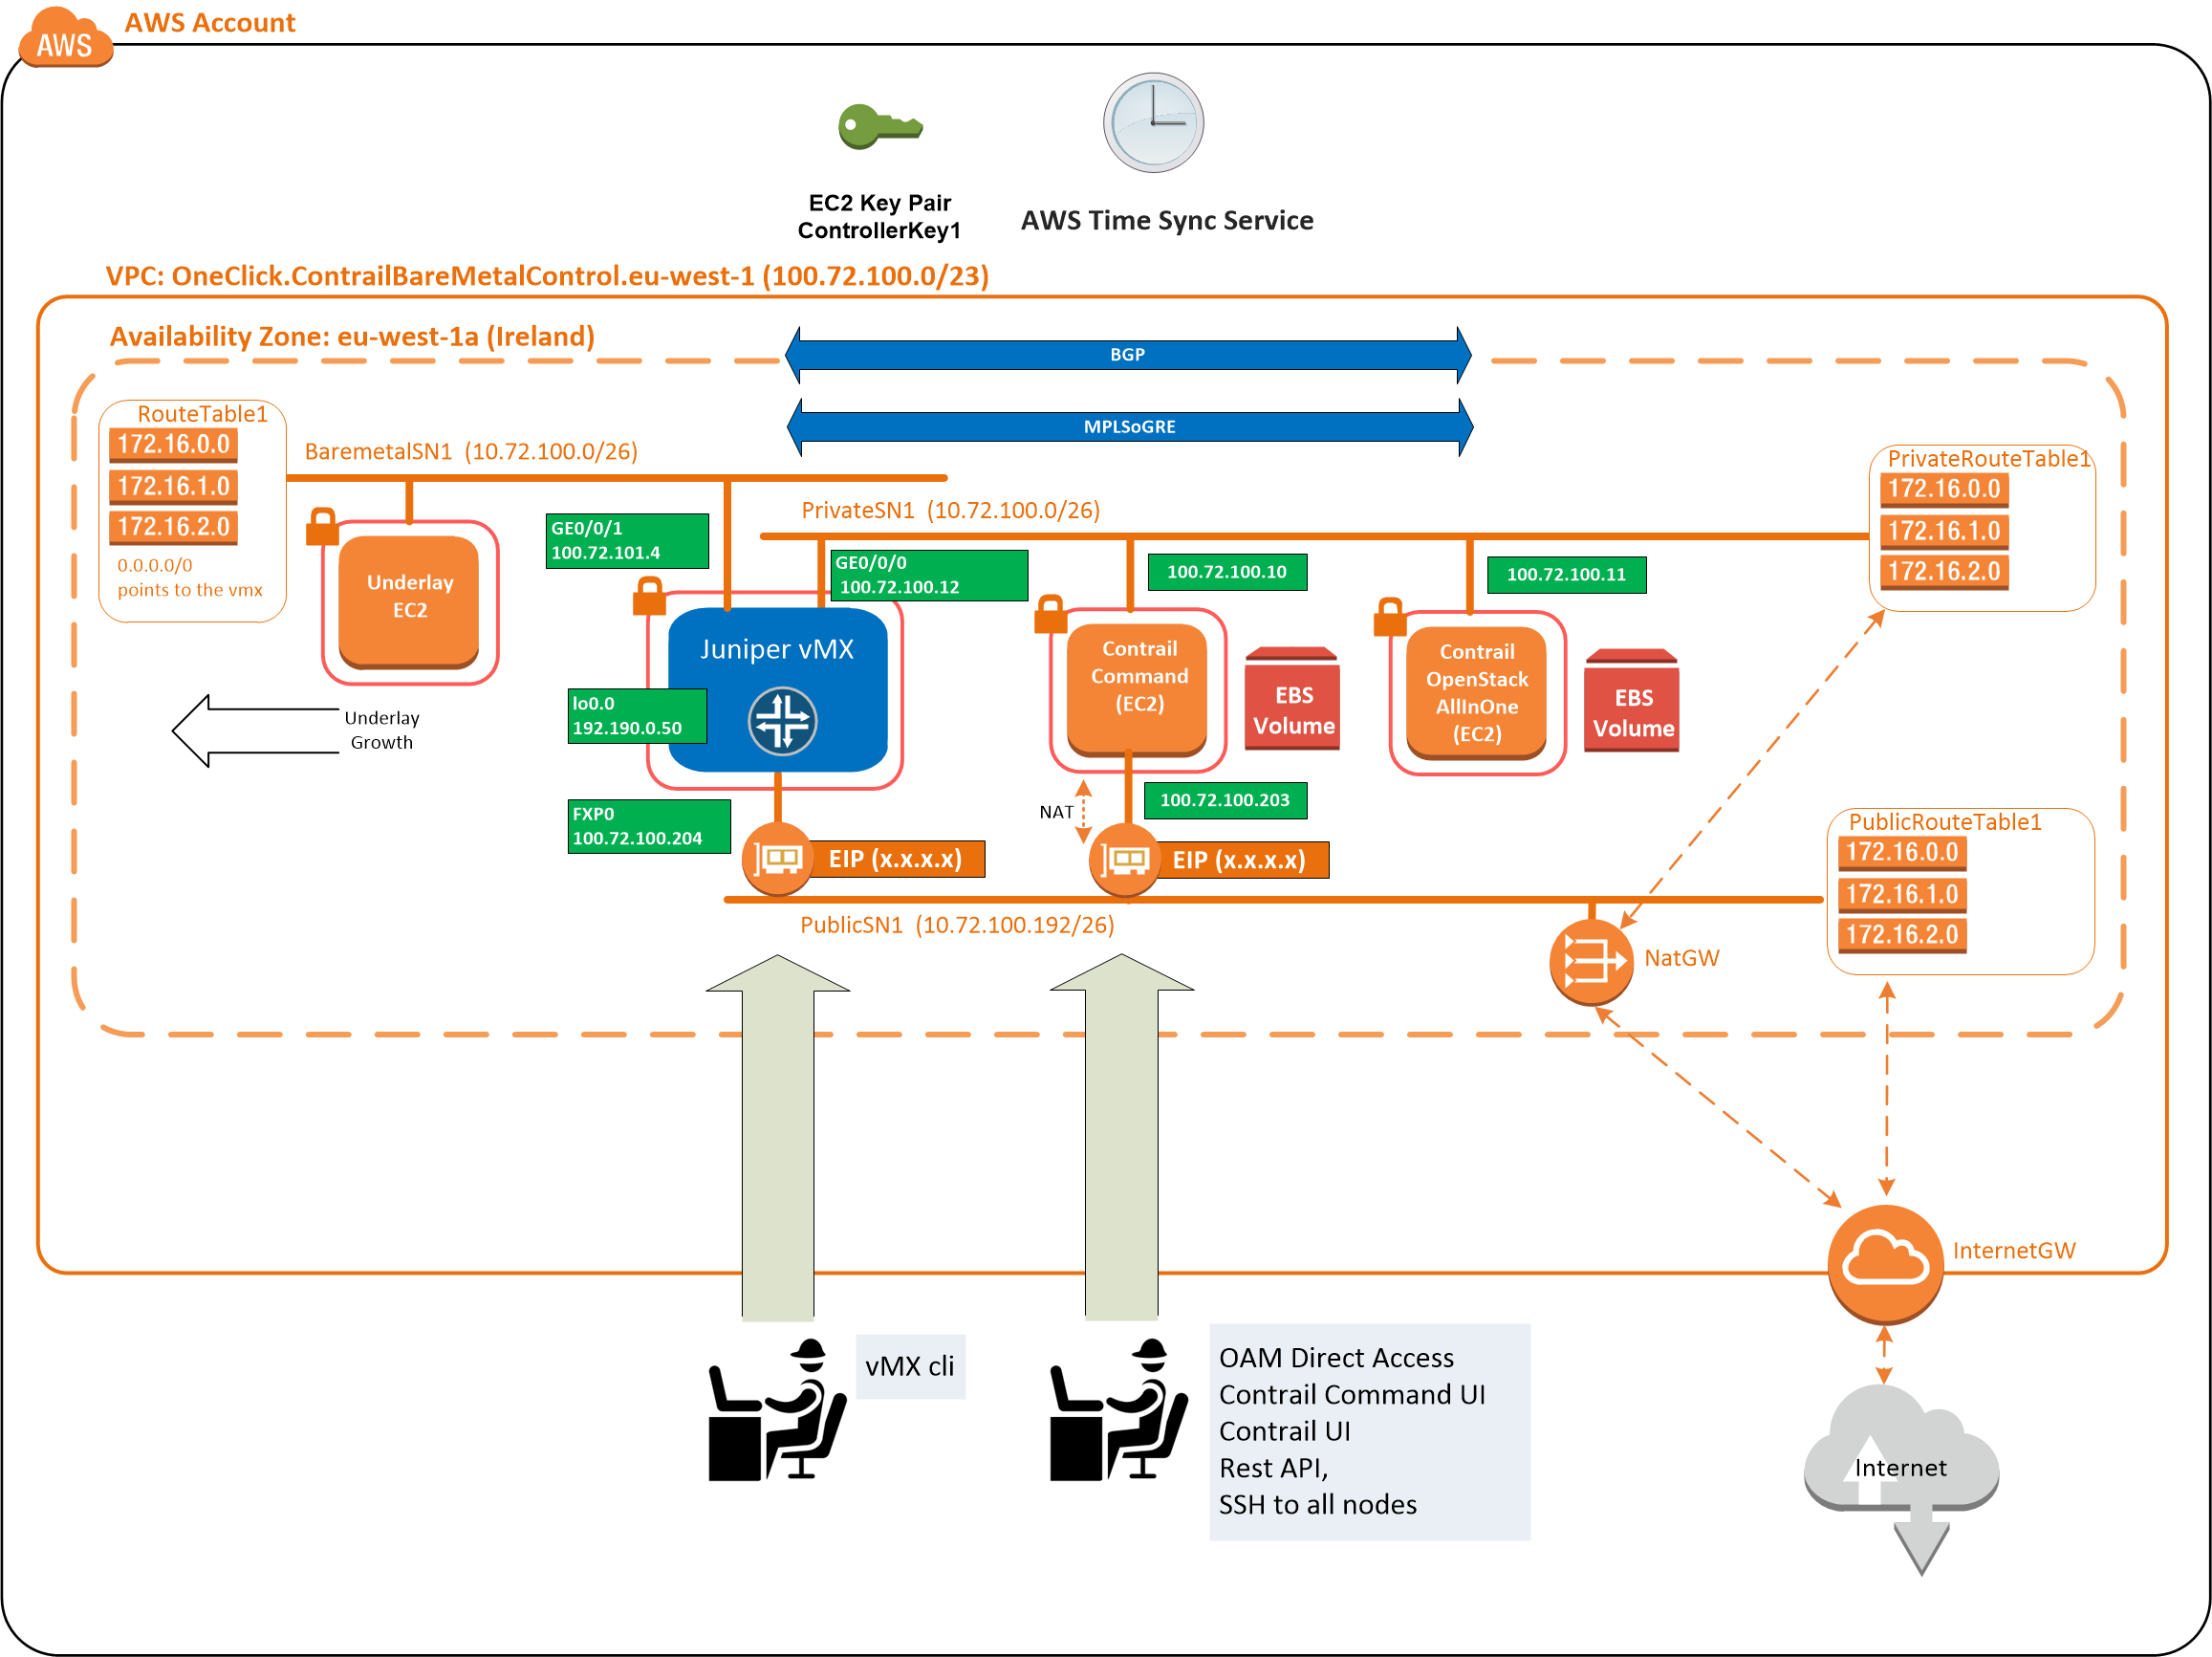 AWS
AWS Account
EC2 Key Pair
ControllerKey1
AWS Time Sync Service
VPC: OneClick.ContrailBareMetalControl.eu-west-1 (100.72.100.0/23)
Availability Zone: eu-west-1a (Ireland)
BGP
MPLSoGRE
RouteTable1
172.16.0.0
172.16.1.0
172.16.2.0
0.0.0.0/0
points to the vmx
BaremetalSN1 (10.72.100.0/26)
PrivateSN1 (10.72.100.0/26)
PrivateRouteTable1
172.16.0.0
172.16.1.0
172.16.2.0
Underlay
EC2
GE0/0/1
100.72.101.4
GE0/0/0
100.72.100.12
100.72.100.10
100.72.100.11
Juniper vMX
lo0.0
192.190.0.50
Contrail
Command
(EC2)
EBS
Volume
Contrail
OpenStack
AllInOne
(EC2)
EBS
Volume
Underlay
Growth
FXP0
100.72.100.204
NAT
100.72.100.203
EIP (x.x.x.x)
EIP (x.x.x.x)
PublicRouteTable1
172.16.0.0
172.16.1.0
172.16.2.0
PublicSN1 (10.72.100.192/26)
NatGW
InternetGW
vMX cli
OAM Direct Access
Contrail Command UI
Contrail UI
Rest API,
SSH to all nodes
Internet